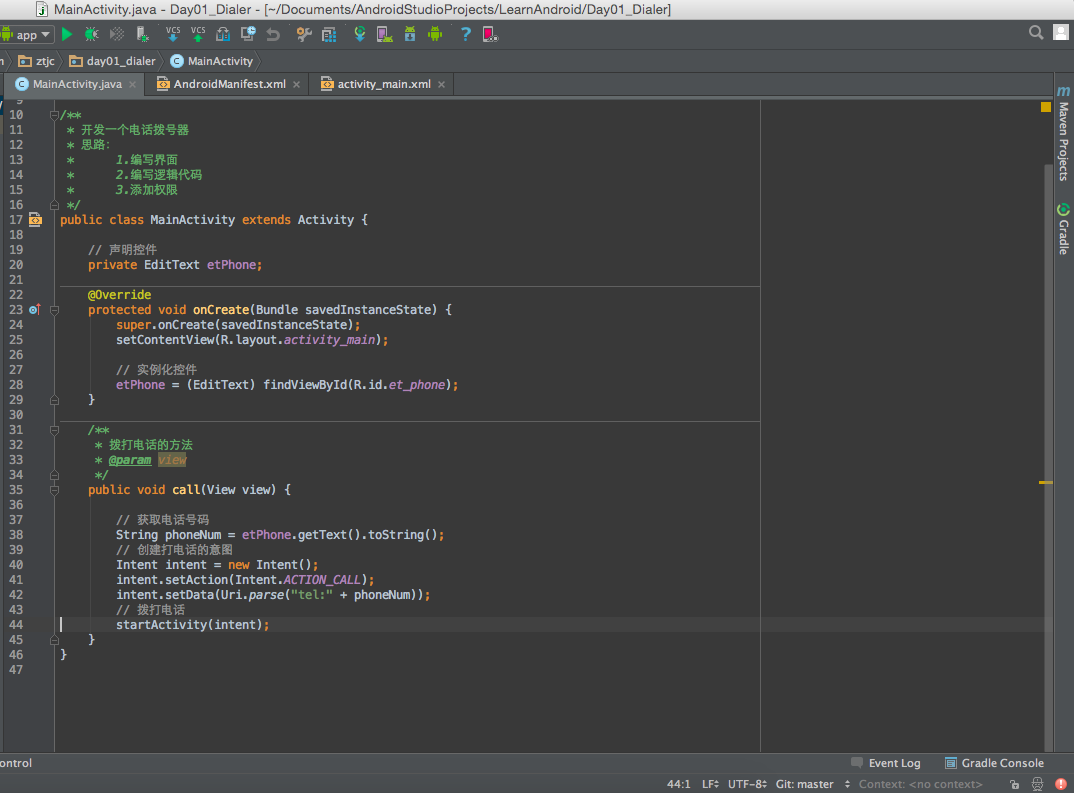 MainActivity.java - Day01_Dialer - [~/Documents/AndroidStudioProjects/LearnAndroid/Day01_Dialer]
app VCS VCS ?
ztjc day01_dialer MainActivity
MainActivity.java AndroidManifest.xml activity_main.xml
10 /**
11  * 开发一个电话拨号器
12  * 思路:
13  *      1.编写界面
14  *      2.编写逻辑代码
15  *      3.添加权限
16  */
17 public class MainActivity extends Activity {
18
19     // 声明控件
20     private EditText etPhone;
21
22     @Override
23     protected void onCreate(Bundle savedInstanceState) {
24         super.onCreate(savedInstanceState);
25         setContentView(R.layout.activity_main);
26
27         // 实例化控件
28         etPhone = (EditText) findViewById(R.id.et_phone);
29     }
30
31     /**
32      * 拨打电话的方法
33      * @param view
34      */
35     public void call(View view) {
36
37         // 获取电话号码
38         String phoneNum = etPhone.getText().toString();
39         // 创建打电话的意图
40         Intent intent = new Intent();
41         intent.setAction(Intent.ACTION_CALL);
42         intent.setData(Uri.parse("tel:" + phoneNum));
43         // 拨打电话
44         startActivity(intent);
45     }
46 }
47
Maven Projects
Gradle
ontrol Event Log Gradle Console
44:1 LF UTF-8 Git: master Context: <no context>